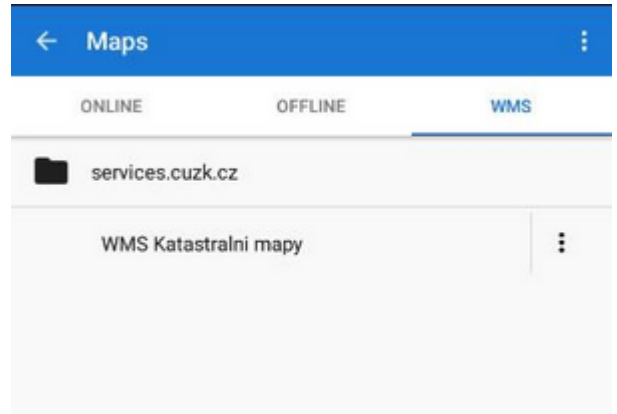 Maps
ONLINE OFFLINE WMS
services.cuzk.cz
WMS Katastralni mapy